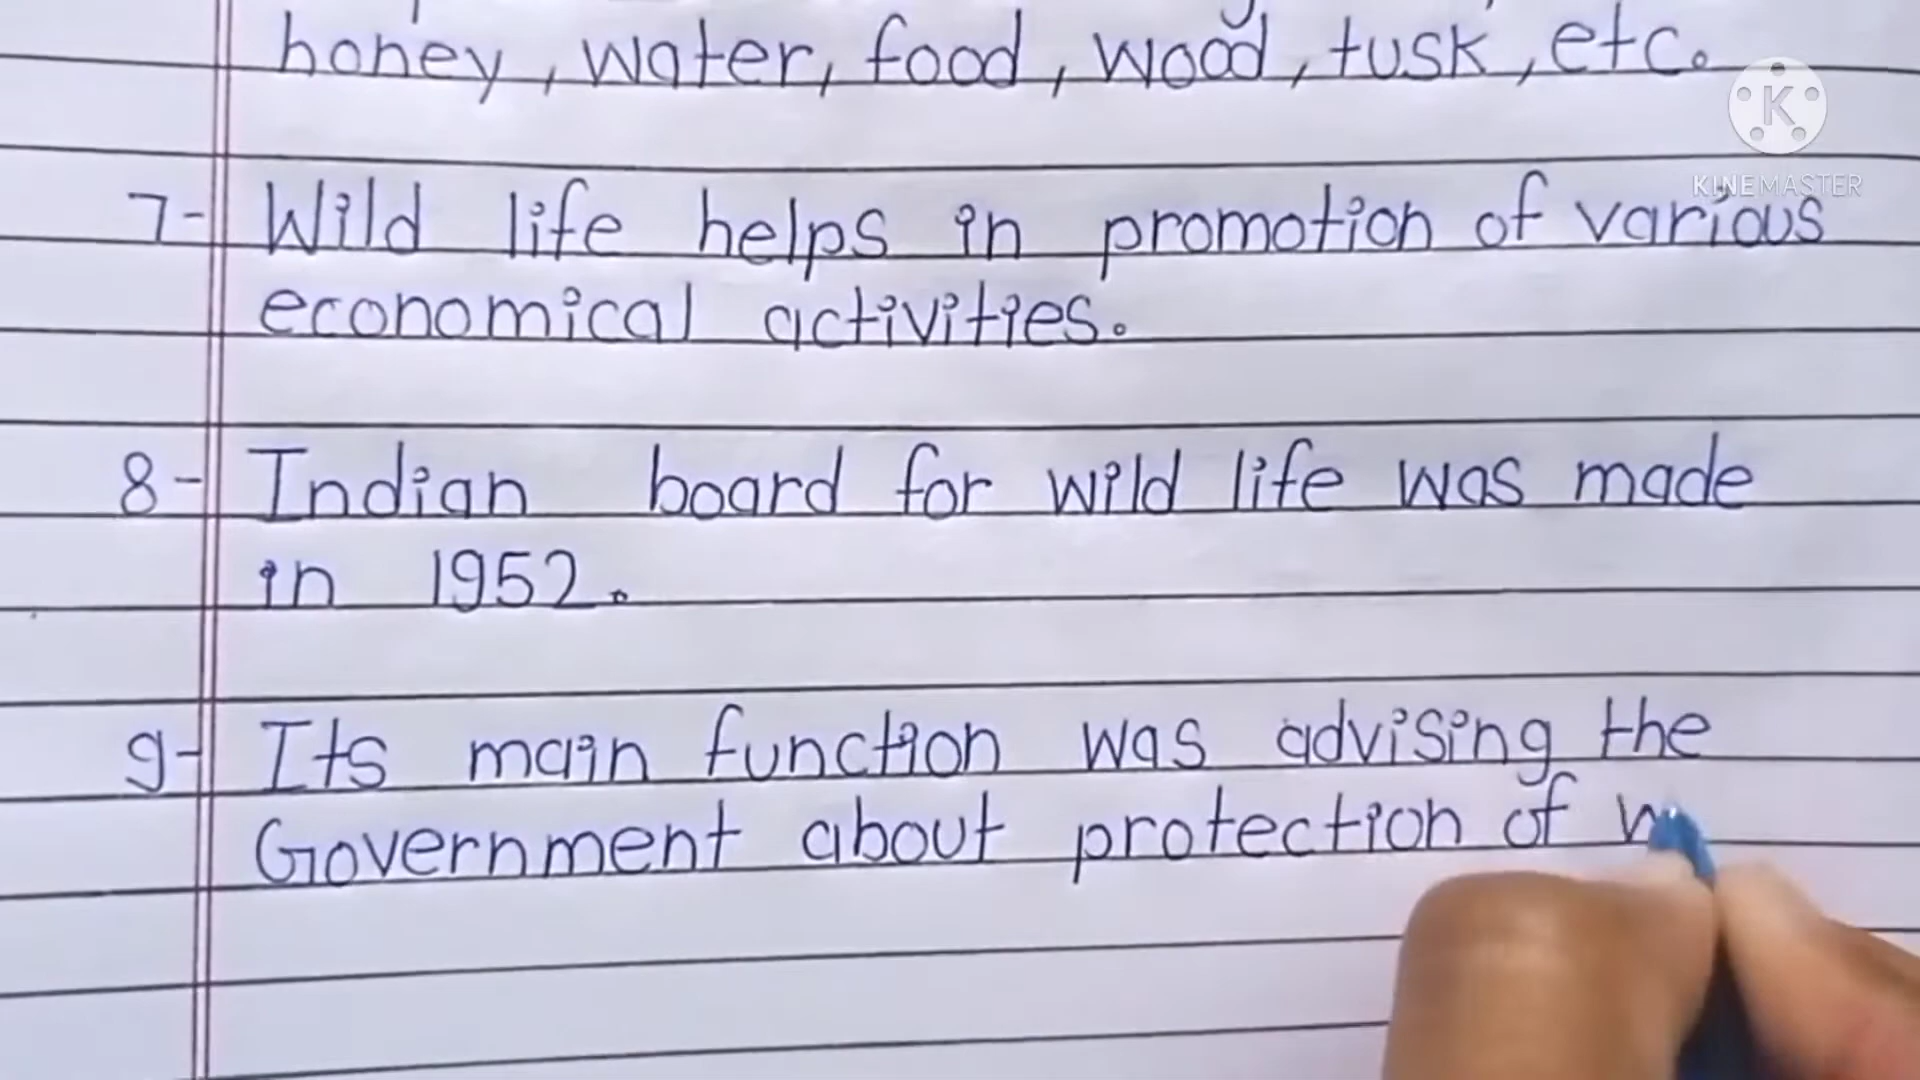 honey, water, food, wood, tusk, etc.
K
KINEMASTER
7- Wild life helps in promotion of various
economical activities.
8- Indian board for wild life was made
in 1952.
9- Its main function was advising the
Government about protection of w